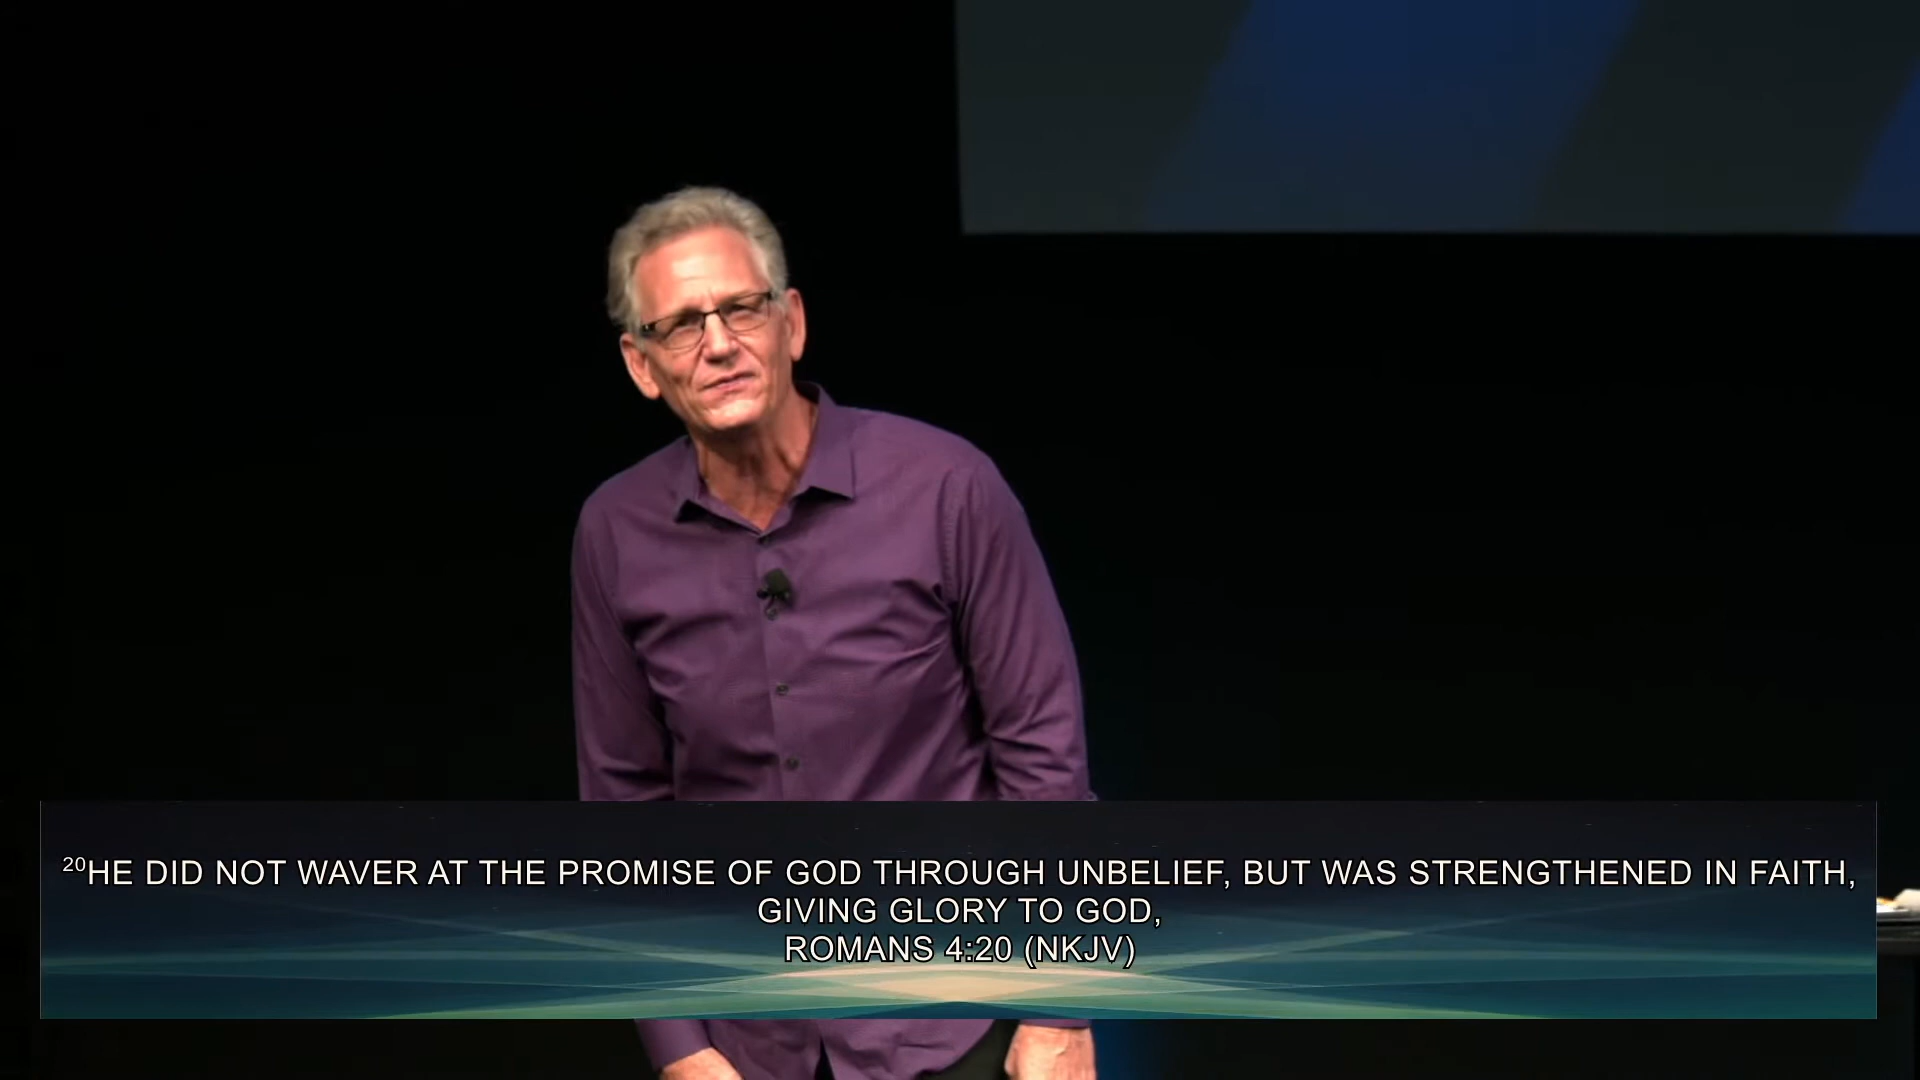 ²⁰HE DID NOT WAVER AT THE PROMISE OF GOD THROUGH UNBELIEF, BUT WAS STRENGTHENED IN FAITH,
GIVING GLORY TO GOD,
ROMANS 4:20 (NKJV)